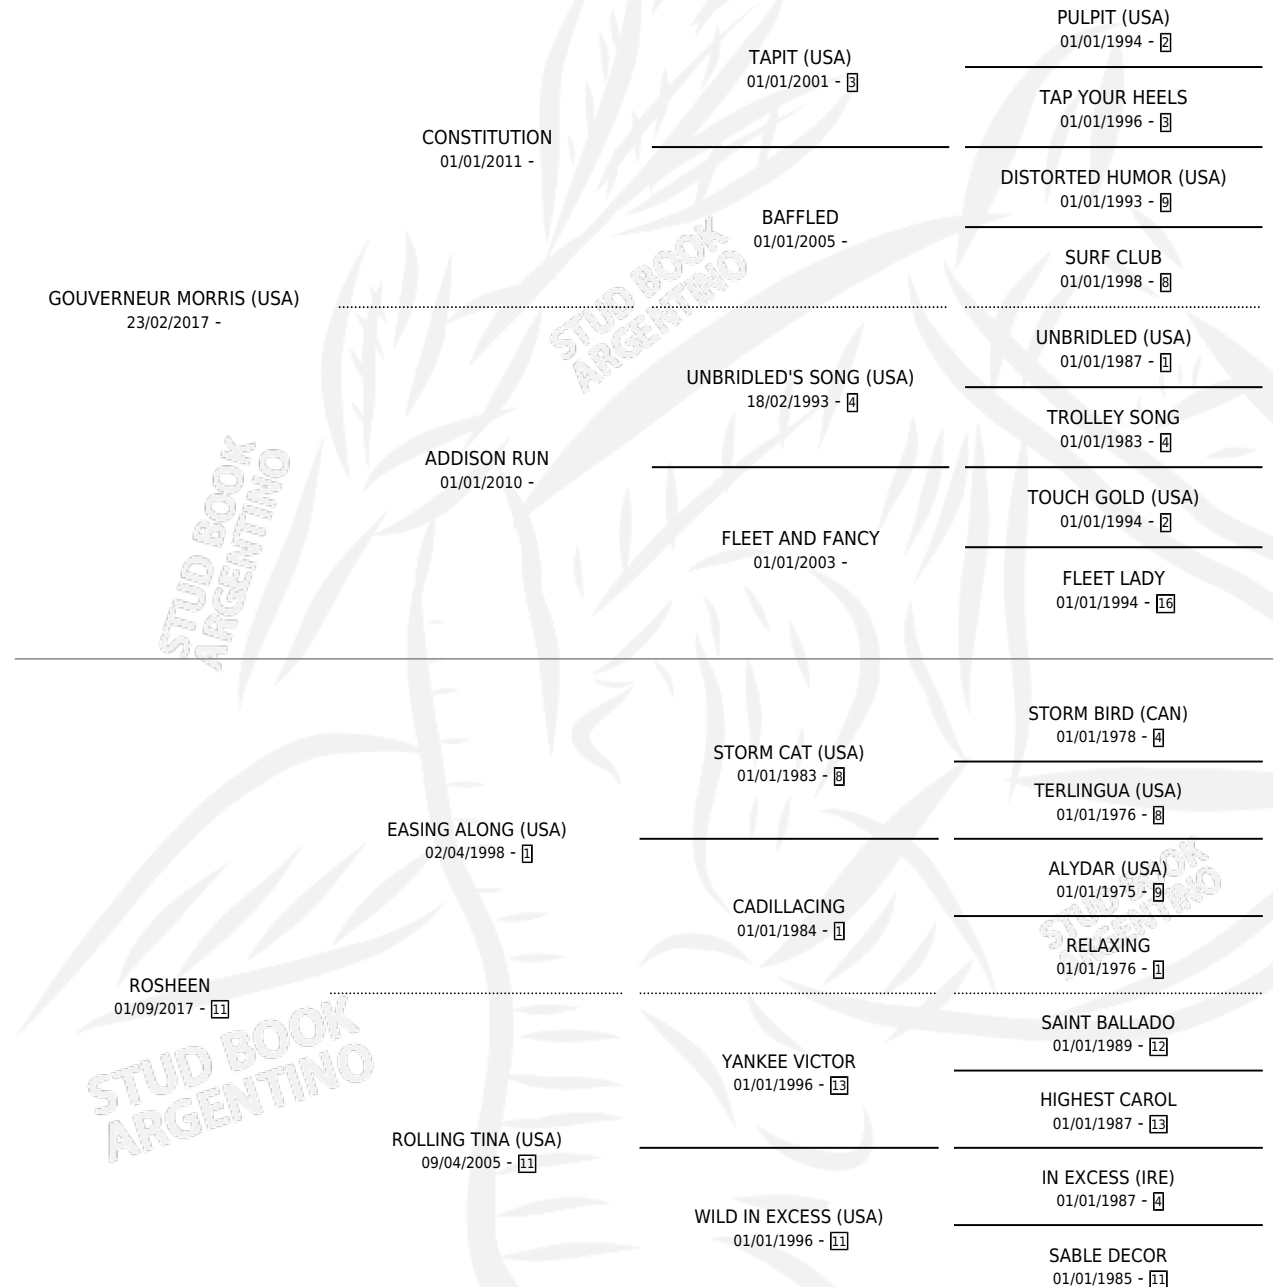 PULPIT (USA)
01/01/1994 - 2
TAPIT (USA)
01/01/2001 - 3
TAP YOUR HEELS
01/01/1996 - 3
CONSTITUTION
01/01/2011 -
DISTORTED HUMOR (USA)
01/01/1993 - 9
BAFFLED
01/01/2005 -
SURF CLUB
01/01/1998 - 8
GOUVERNEUR MORRIS (USA)
23/02/2017 -
UNBRIDLED (USA)
01/01/1987 - 1
UNBRIDLED'S SONG (USA)
18/02/1993 - 4
TROLLEY SONG
01/01/1983 - 4
ADDISON RUN
01/01/2010 -
TOUCH GOLD (USA)
01/01/1994 - 2
FLEET AND FANCY
01/01/2003 -
FLEET LADY
01/01/1994 - 16
STORM BIRD (CAN)
01/01/1978 - 4
STORM CAT (USA)
01/01/1983 - 8
TERLINGUA (USA)
01/01/1976 - 8
EASING ALONG (USA)
02/04/1998 - 1
ALYDAR (USA)
01/01/1975 - 9
CADILLACING
01/01/1984 - 1
RELAXING
01/01/1976 - 1
ROSHEEN
01/09/2017 - 11
SAINT BALLADO
01/01/1989 - 12
YANKEE VICTOR
01/01/1996 - 13
HIGHEST CAROL
01/01/1987 - 13
ROLLING TINA (USA)
09/04/2005 - 11
IN EXCESS (IRE)
01/01/1987 - 4
WILD IN EXCESS (USA)
01/01/1996 - 11
SABLE DECOR
01/01/1985 - 11
STUD BOOK
ARGENTINO
STUD BOOK
ARGENTINO
STUD BOOK
ARGENTINO
STUD BOOK
ARGENTINO